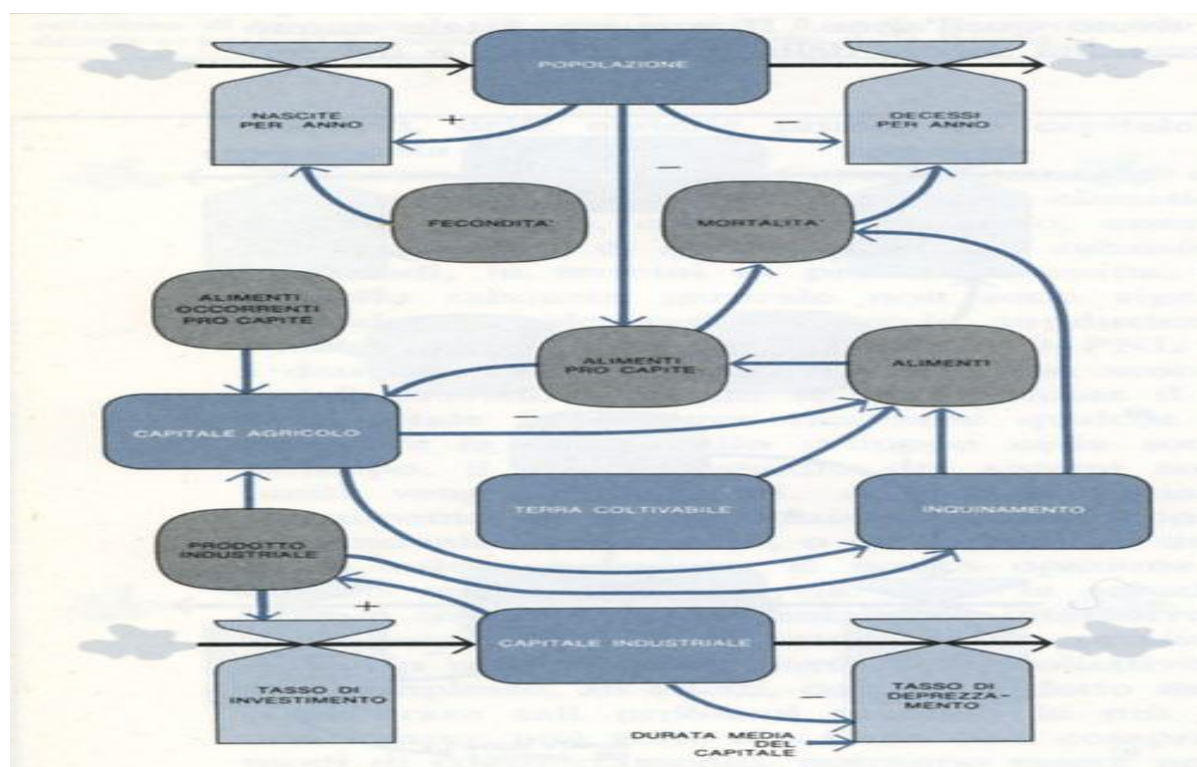 POPOLAZIONE
NASCITE
PER ANNO
+
−
DECESSI
PER ANNO
−
FECONDITA'
MORTALITA'
ALIMENTI
OCCORRENTI
PRO CAPITE
ALIMENTI
PRO CAPITE
ALIMENTI
−
CAPITALE AGRICOLO
TERRA COLTIVABILE
INQUINAMENTO
PRODOTTO
INDUSTRIALE
+
CAPITALE INDUSTRIALE
TASSO DI
INVESTIMENTO
−
TASSO DI
DEPREZZA-
MENTO
DURATA MEDIA
DEL
CAPITALE